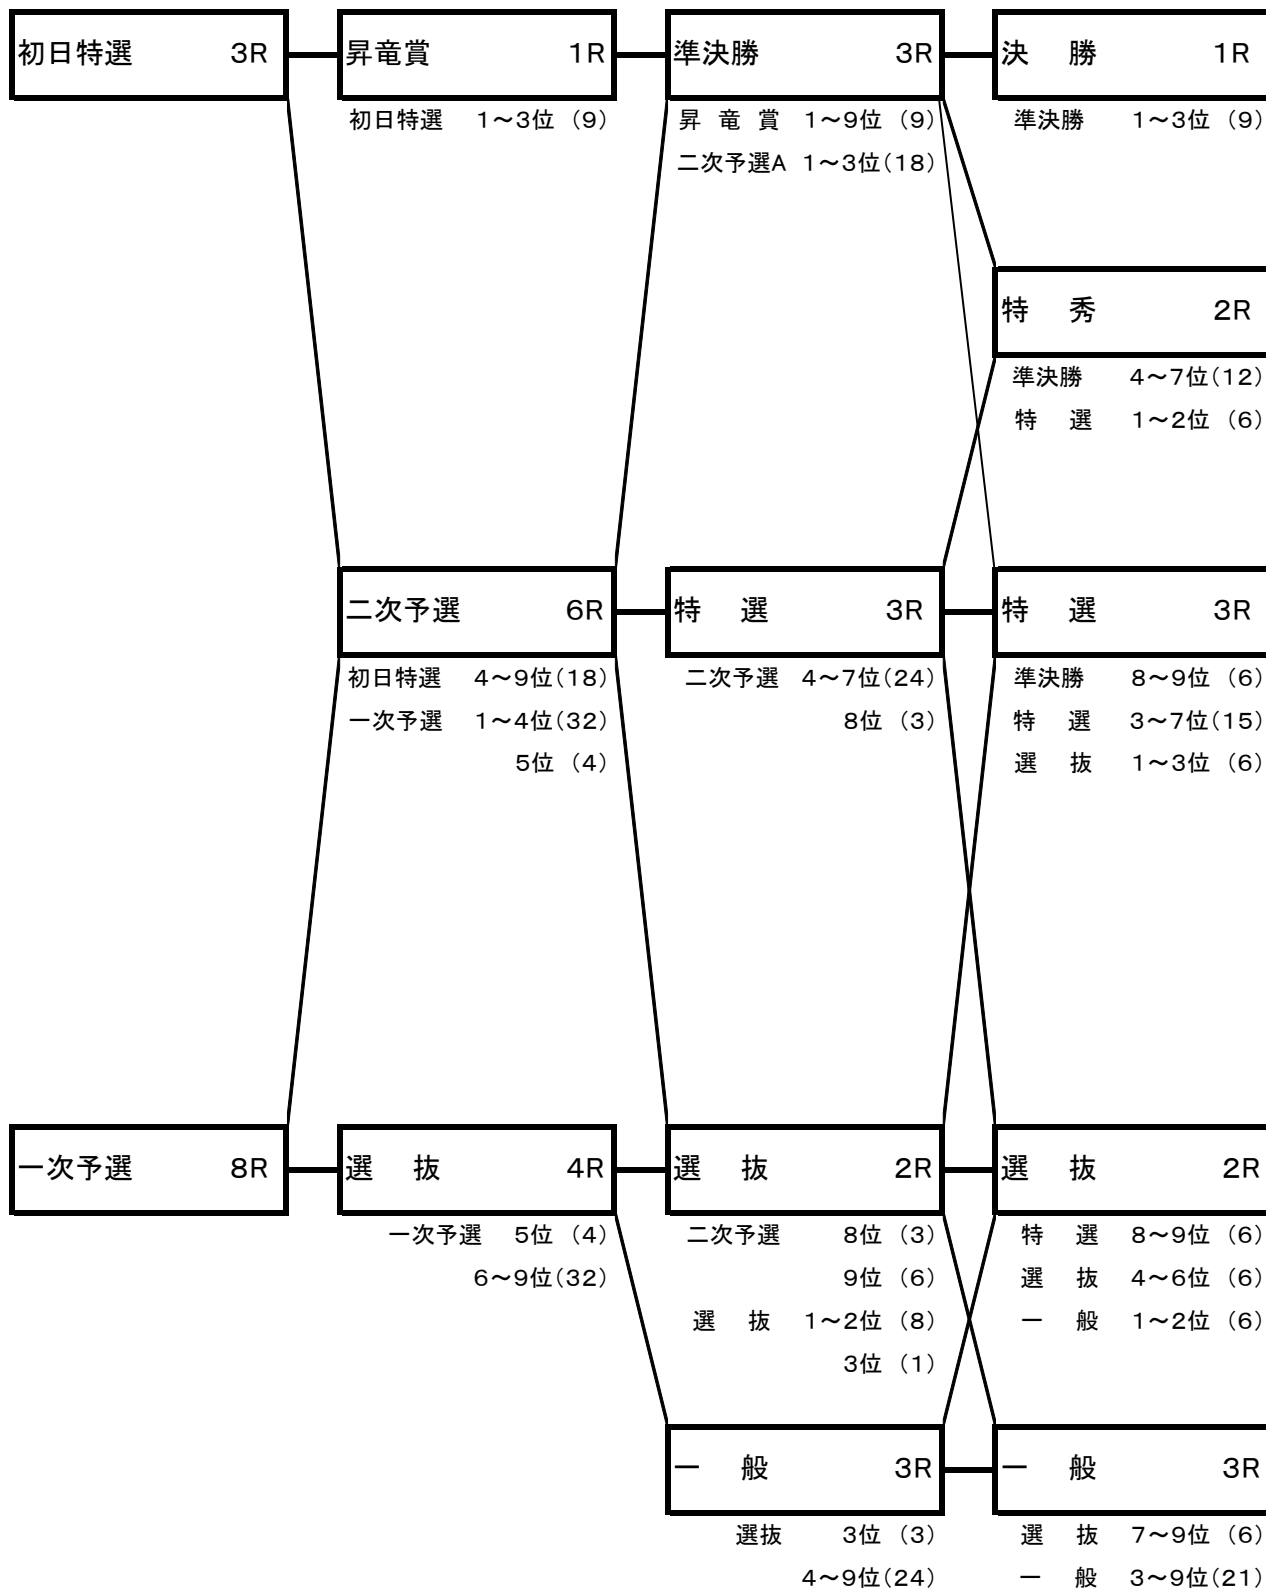 初日特選 3R
昇竜賞 1R
準決勝 3R
決 勝 1R
初日特選 1～3位 (9)
昇 竜 賞 1～9位 (9)
二次予選A 1～3位(18)
準決勝 1～3位 (9)
特 秀 2R
準決勝 4～7位(12)
特 選 1～2位 (6)
二次予選 6R
特 選 3R
特 選 3R
初日特選 4～9位(18)
一次予選 1～4位(32)
5位 (4)
二次予選 4～7位(24)
8位 (3)
準決勝 8～9位 (6)
特 選 3～7位(15)
選 抜 1～3位 (6)
一次予選 8R
選 抜 4R
選 抜 2R
選 抜 2R
一次予選 5位 (4)
6～9位(32)
二次予選 8位 (3)
9位 (6)
選 抜 1～2位 (8)
3位 (1)
特 選 8～9位 (6)
選 抜 4～6位 (6)
一 般 1～2位 (6)
一 般 3R
一 般 3R
選抜 3位 (3)
4～9位(24)
選 抜 7～9位 (6)
一 般 3～9位(21)